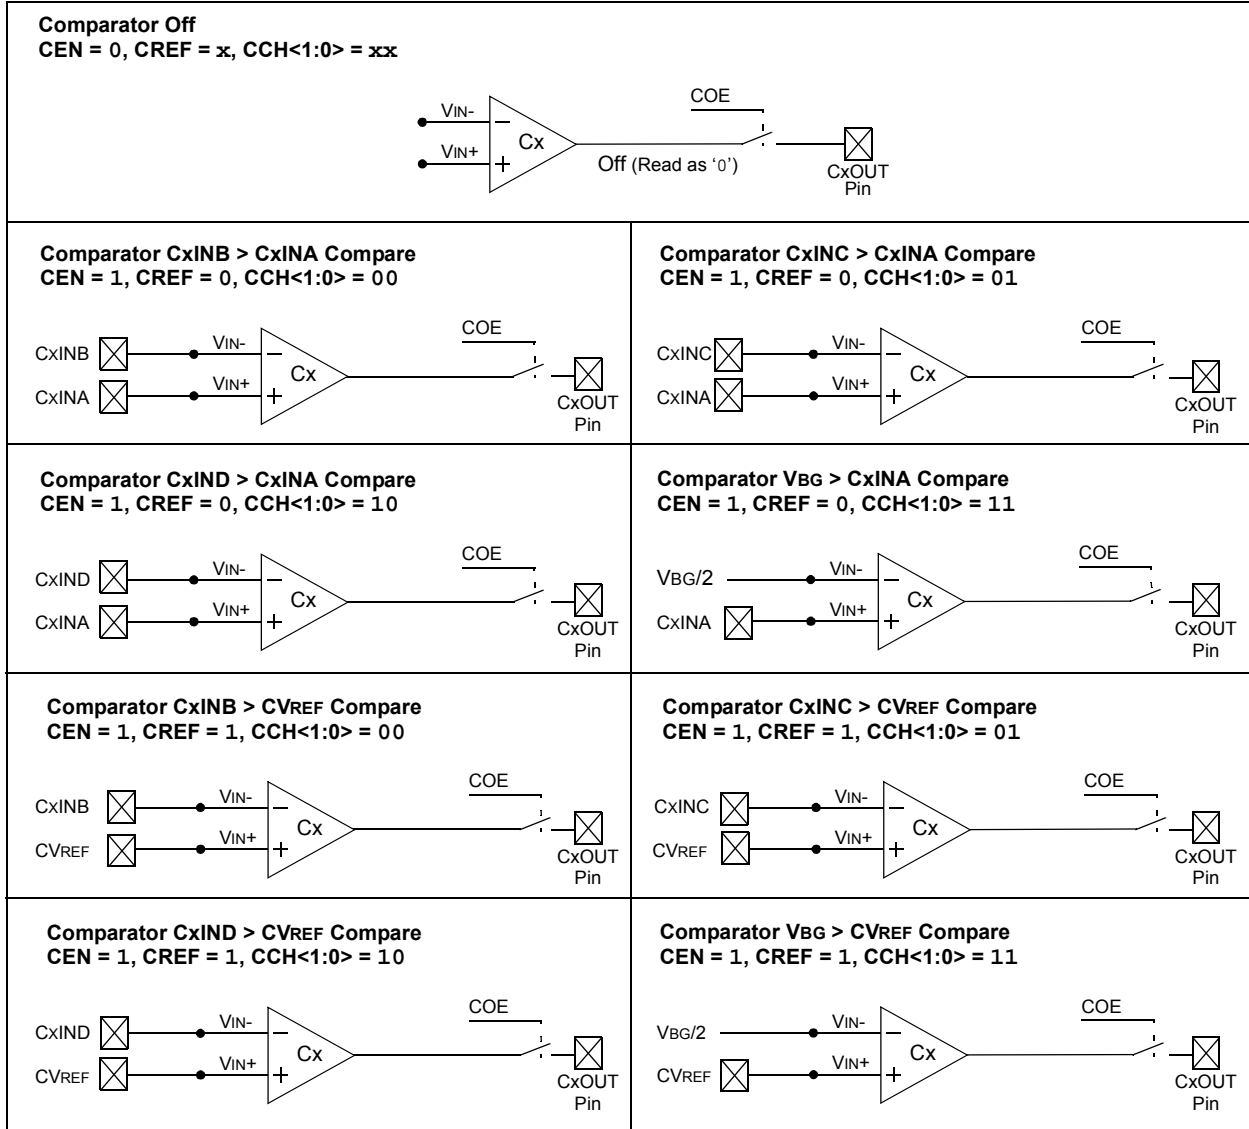 Comparator Off
CEN = 0, CREF = x, CCH<1:0> = xx
COE
VIN-
–
Cx
VIN+
+
Off (Read as ‘0’)
CxOUT
Pin
Comparator CxINB > CxINA Compare
CEN = 1, CREF = 0, CCH<1:0> = 00
COE
CxINB
VIN-
–
Cx
CxINA
VIN+
+
CxOUT
Pin
Comparator CxINC > CxINA Compare
CEN = 1, CREF = 0, CCH<1:0> = 01
COE
CxINC
VIN-
–
Cx
CxINA
VIN+
+
CxOUT
Pin
Comparator CxIND > CxINA Compare
CEN = 1, CREF = 0, CCH<1:0> = 10
COE
CxIND
VIN-
–
Cx
CxINA
VIN+
+
CxOUT
Pin
Comparator VBG > CxINA Compare
CEN = 1, CREF = 0, CCH<1:0> = 11
COE
VBG/2
VIN-
–
Cx
CxINA
VIN+
+
CxOUT
Pin
Comparator CxINB > CVREF Compare
CEN = 1, CREF = 1, CCH<1:0> = 00
COE
CxINB
VIN-
–
Cx
CVREF
VIN+
+
CxOUT
Pin
Comparator CxINC > CVREF Compare
CEN = 1, CREF = 1, CCH<1:0> = 01
COE
CxINC
VIN-
–
Cx
CVREF
VIN+
+
CxOUT
Pin
Comparator CxIND > CVREF Compare
CEN = 1, CREF = 1, CCH<1:0> = 10
COE
CxIND
VIN-
–
Cx
CVREF
VIN+
+
CxOUT
Pin
Comparator VBG > CVREF Compare
CEN = 1, CREF = 1, CCH<1:0> = 11
COE
VBG/2
VIN-
–
Cx
CVREF
VIN+
+
CxOUT
Pin